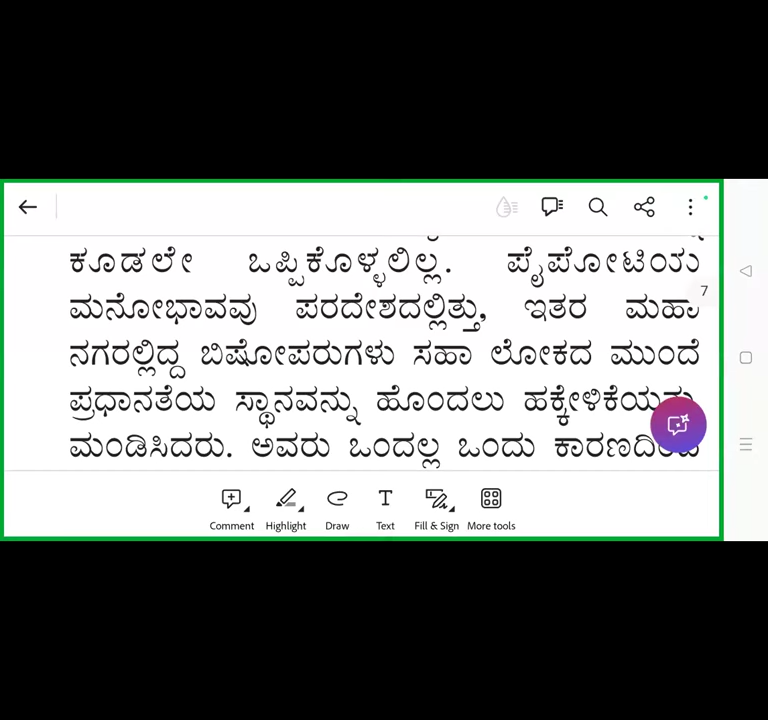 ಕೂಡಲೇ ಒಪ್ಪಿಕೊಳ್ಳಲಿಲ್ಲ. ಪೈಪೋಟಿಯ
7
ಮನೋಭಾವವು ಪರದೇಶದಲ್ಲಿತ್ತು, ಇತರ ಮಹಾ
ನಗರಲ್ಲಿದ್ದ ಬಿಷೋಪರುಗಳು ಸಹಾ ಲೋಕದ ಮುಂದೆ
ಪ್ರಧಾನತೆಯ ಸ್ಥಾನವನ್ನು ಹೊಂದಲು ಹಕ್ಕೇಳಿಕೆಯನ್ನು
ಮಂಡಿಸಿದರು. ಅವರು ಒಂದಲ್ಲ ಒಂದು
Comment Highlight Draw Text Fill & Sign More tools